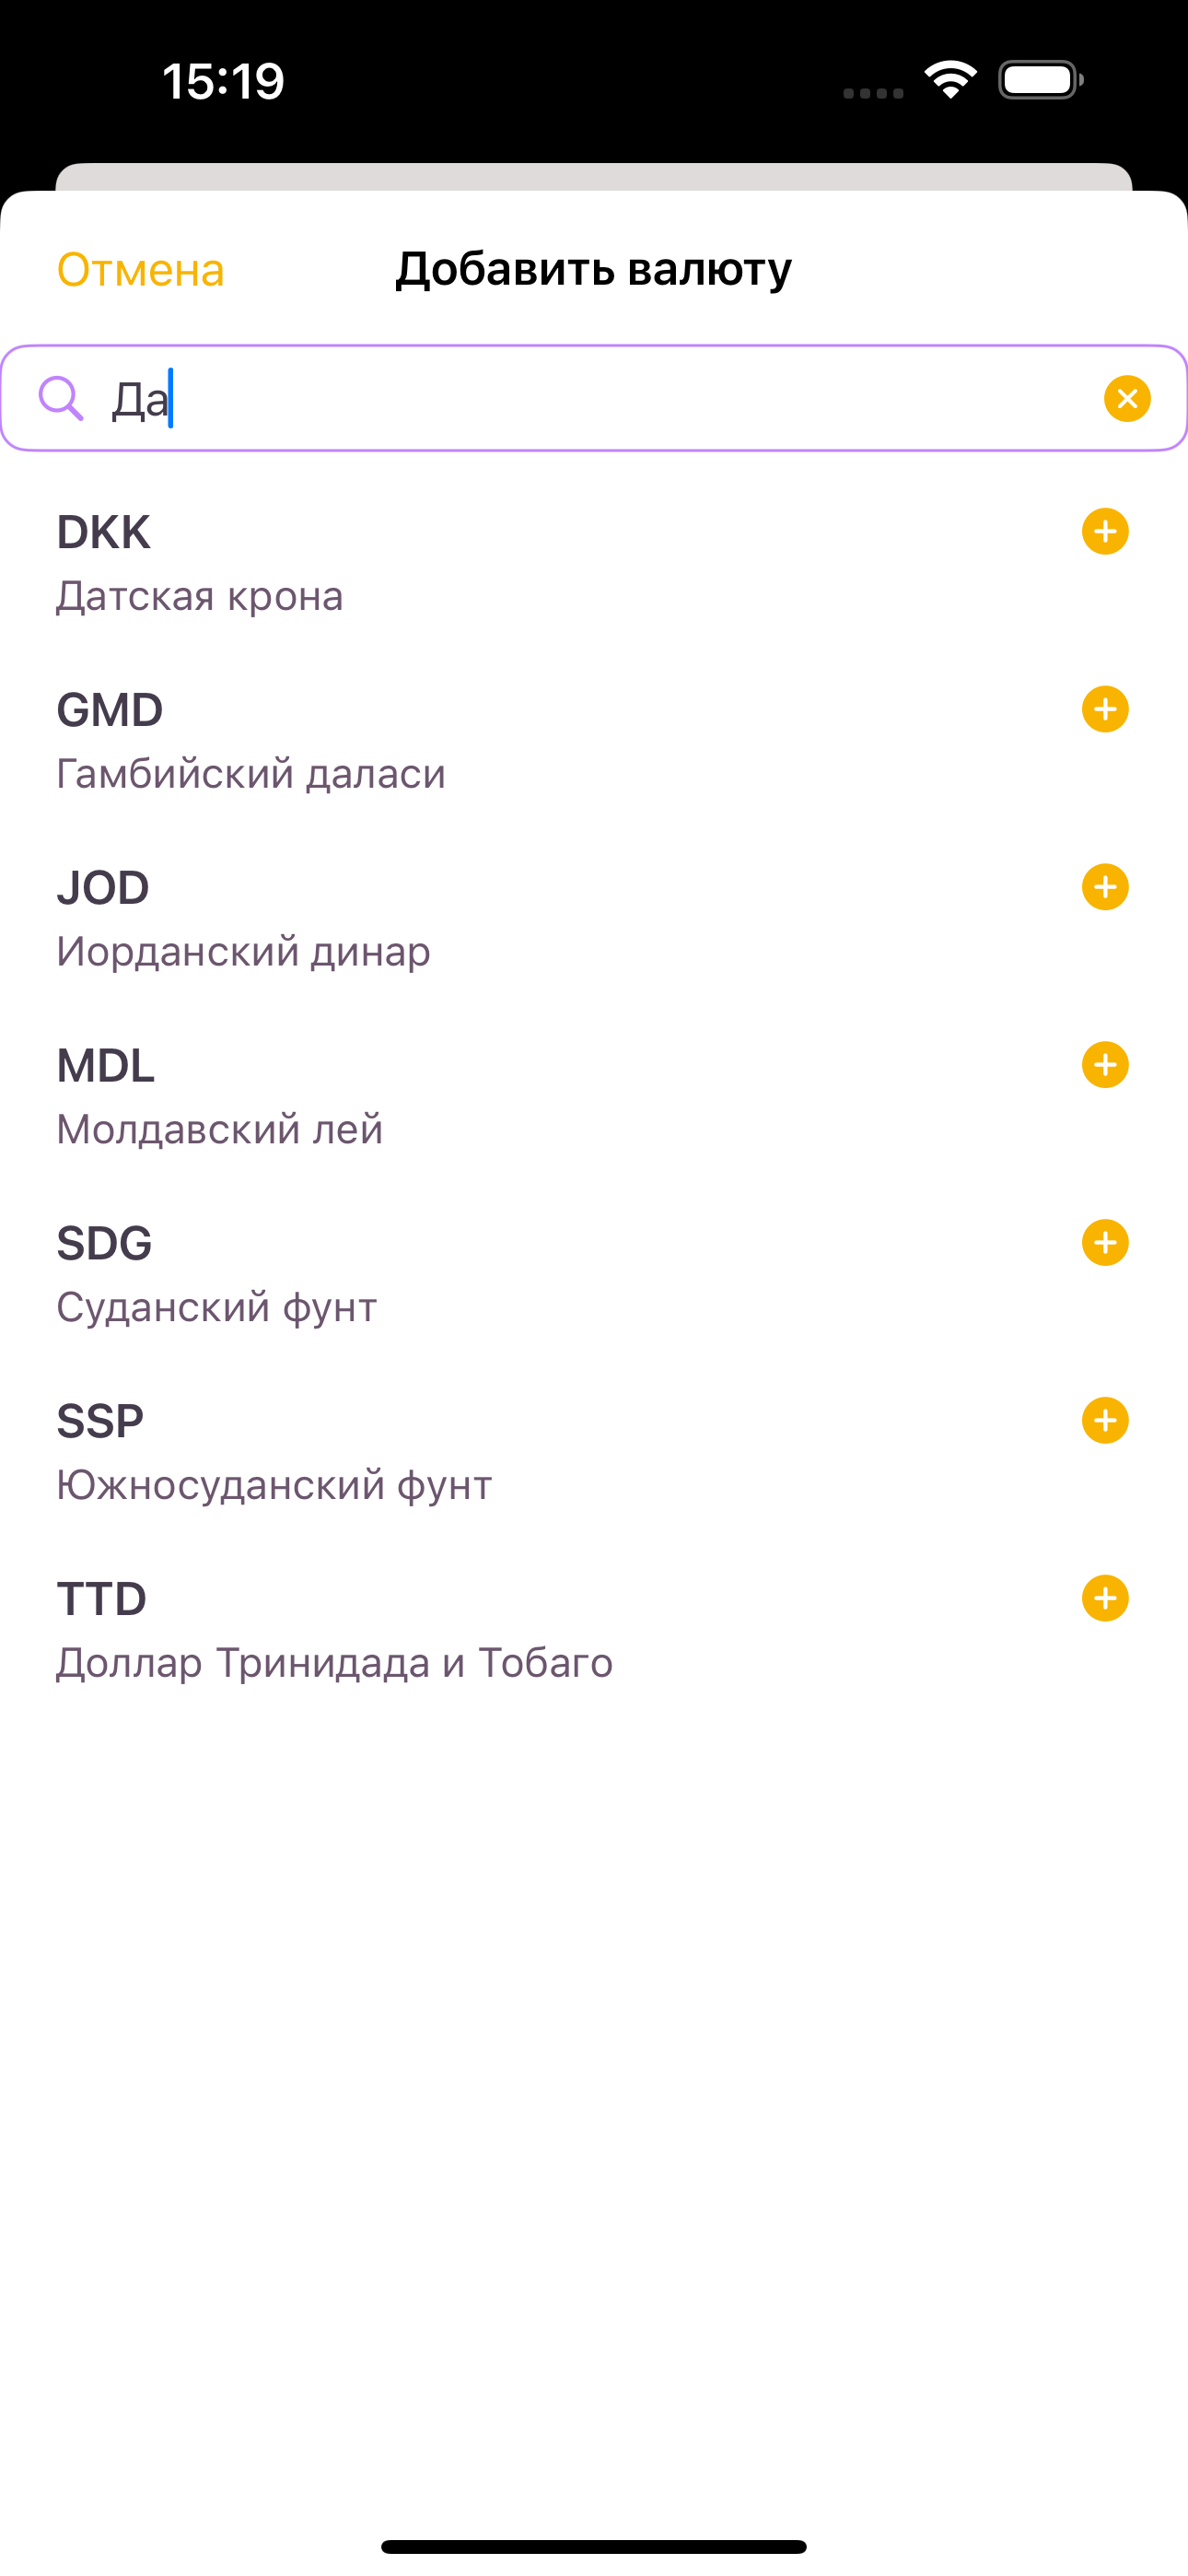 15:19
Отмена
Добавить валюту
Да
DKK
Датская крона
GMD
Гамбийский даласи
JOD
Иорданский динар
MDL
Молдавский лей
SDG
Суданский фунт
SSP
Южносуданский фунт
TTD
Доллар Тринидада и Тобаго